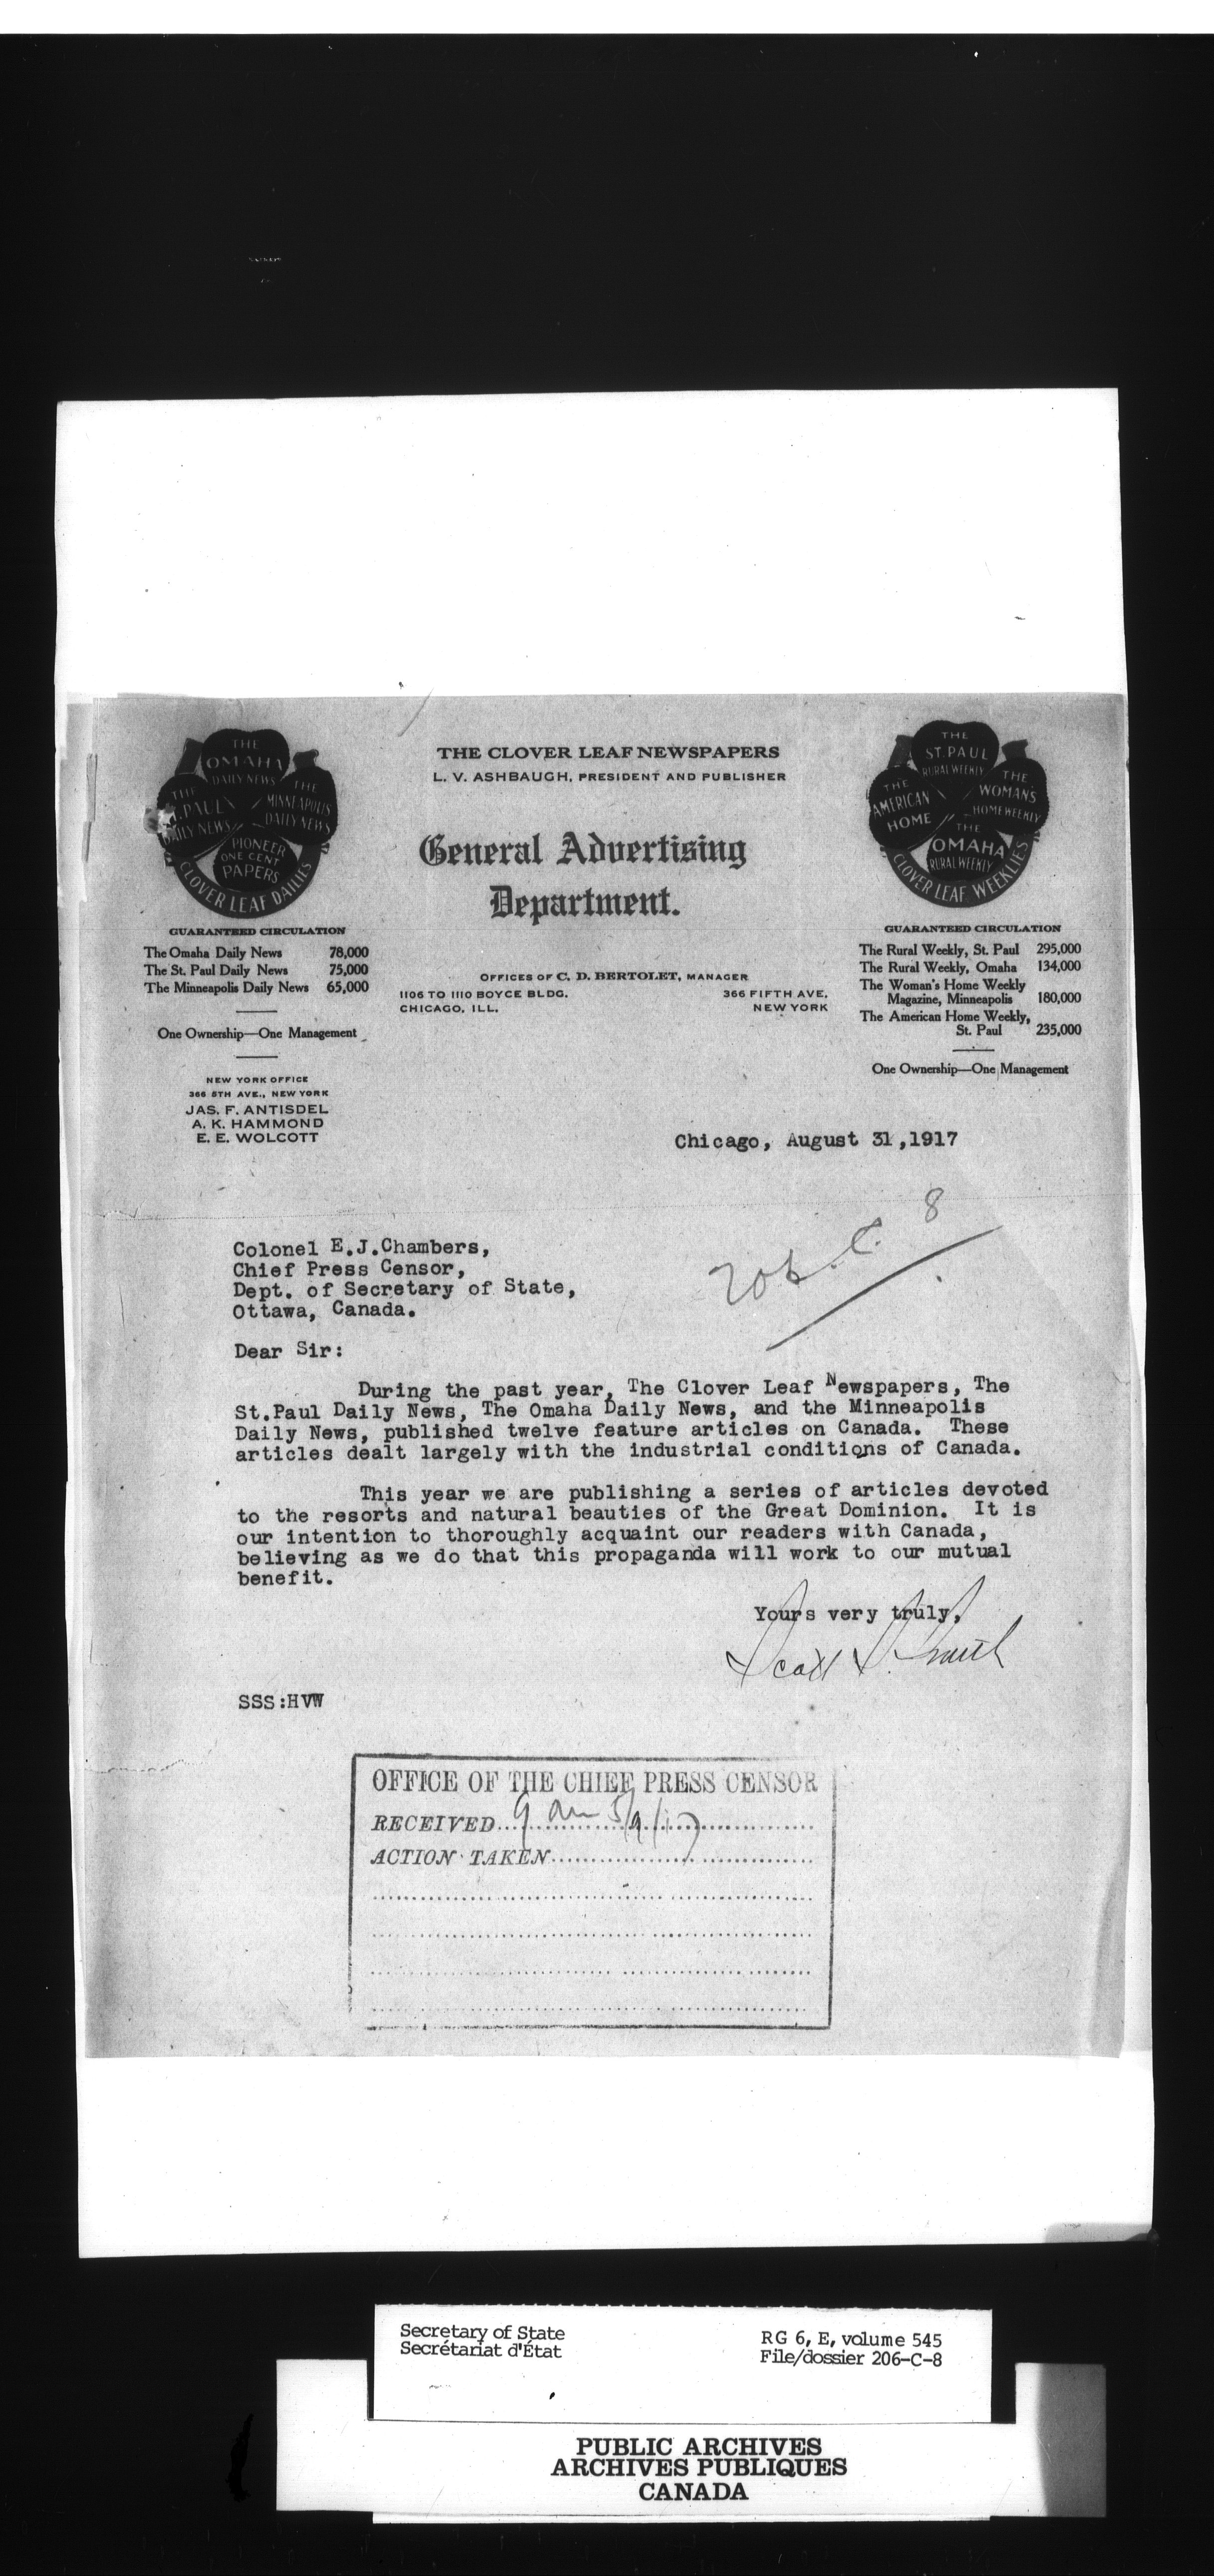 THE
OMAHA
DAILY NEWS
THE
PAUL
DAILY NEWS
THE
MINNEAPOLIS
DAILY NEWS
PIONEER
ONE CENT
PAPERS
CLOVER LEAF DAILIES
GUARANTEED CIRCULATION
The Omaha Daily News 78,000
The St. Paul Daily News 75,000
The Minneapolis Daily News 65,000
One Ownership—One Management
NEW YORK OFFICE
366 5TH AVE., NEW YORK
JAS. F. ANTISDEL
A. K. HAMMOND
E. E. WOLCOTT
THE CLOVER LEAF NEWSPAPERS
L. V. ASHBAUGH, PRESIDENT AND PUBLISHER
General Advertising
Department.
OFFICES OF C. D. BERTOLET, MANAGER
1106 TO 1110 BOYCE BLDG.
CHICAGO, ILL.
366 FIFTH AVE.
NEW YORK
THE
ST. PAUL
RURAL WEEKLY
THE
AMERICAN
HOME
THE
WOMAN'S
HOME WEEKLY
THE
OMAHA
RURAL WEEKLY
CLOVER LEAF WEEKLIES
GUARANTEED CIRCULATION
The Rural Weekly, St. Paul 295,000
The Rural Weekly, Omaha 134,000
The Woman's Home Weekly
Magazine, Minneapolis 180,000
The American Home Weekly,
St. Paul 235,000
One Ownership—One Management
Chicago, August 31,1917
206.C.8
Colonel E.J.Chambers,
Chief Press Censor,
Dept. of Secretary of State,
Ottawa, Canada.
Dear Sir:
During the past year, The Clover Leaf Newspapers, The
St.Paul Daily News, The Omaha Daily News, and the Minneapolis
Daily News, published twelve feature articles on Canada. These
articles dealt largely with the industrial conditions of Canada.
This year we are publishing a series of articles devoted
to the resorts and natural beauties of the Great Dominion. It is
our intention to thoroughly acquaint our readers with Canada,
believing as we do that this propaganda will work to our mutual
benefit.
Yours very truly,
Scott S. Smith
SSS:HVW
OFFICE OF THE CHIEF PRESS CENSOR
RECEIVED 9 am 5/9/17
ACTION TAKEN
Secretary of State
Secrétariat d'État
RG 6, E, volume 545
File/dossier 206-C-8
PUBLIC ARCHIVES
ARCHIVES PUBLIQUES
CANADA